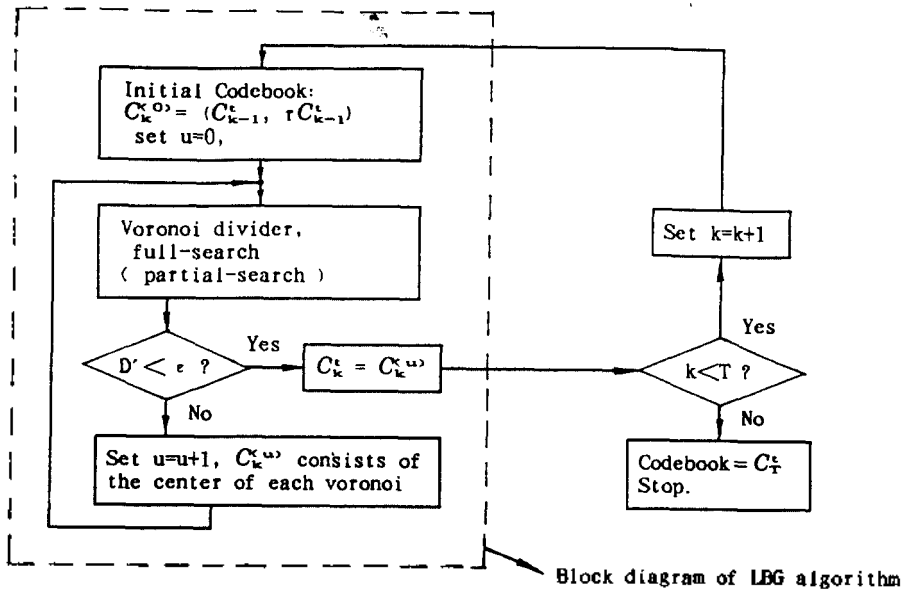 Initial Codebook:
C_k^(0) = (C_{k-1}^t, rC_{k-1}^t)
set u=0,
Voronoi divider,
full-search
( partial-search )
D′ < ε ?
Yes
C_k^t = C_k^(u)
No
Set u=u+1, C_k^(u) consists of
the center of each voronoi
Set k=k+1
Yes
k<T ?
No
Codebook = C_T^t
Stop.
Block diagram of LBG algorithm